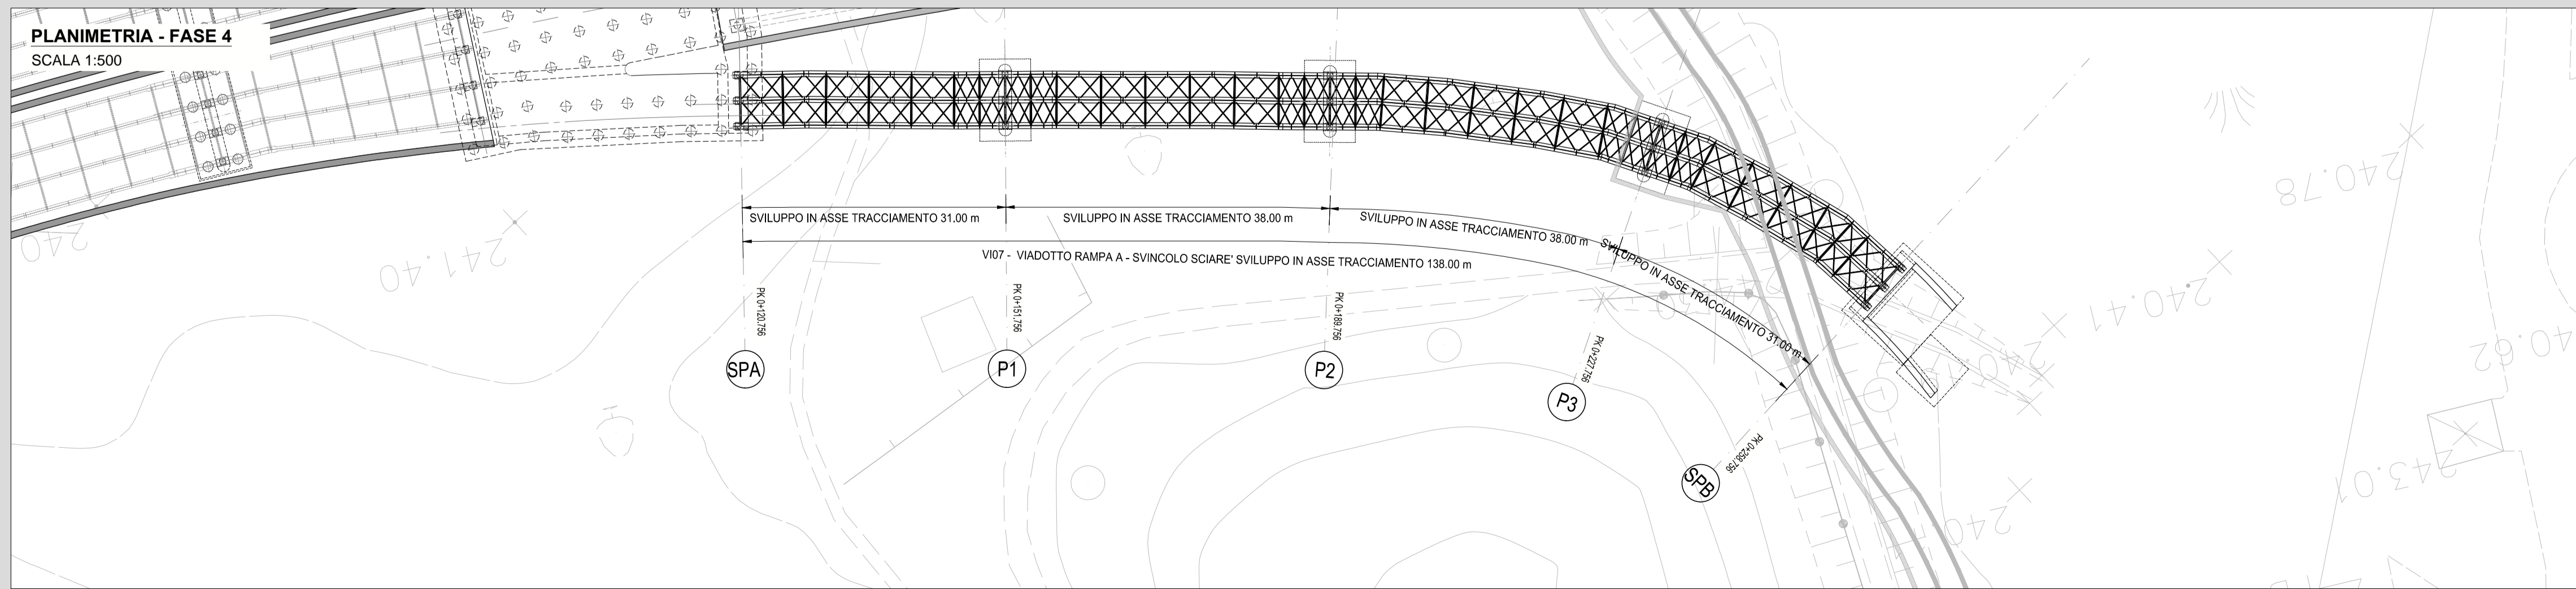 PLANIMETRIA - FASE 4
SCALA 1:500
SVILUPPO IN ASSE TRACCIAMENTO 31.00 m
SVILUPPO IN ASSE TRACCIAMENTO 38.00 m
SVILUPPO IN ASSE TRACCIAMENTO 38.00 m
SVILUPPO IN ASSE TRACCIAMENTO 31.00 m
VI07 - VIADOTTO RAMPA A - SVINCOLO SCIARE' SVILUPPO IN ASSE TRACCIAMENTO 138.00 m
PK 0+120.756
PK 0+151.756
PK 0+189.756
PK 0+227.756
PK 0+258.756
SPA
P1
P2
P3
SPB
240
241.40
240.78
240.41
240.62
243.01
240